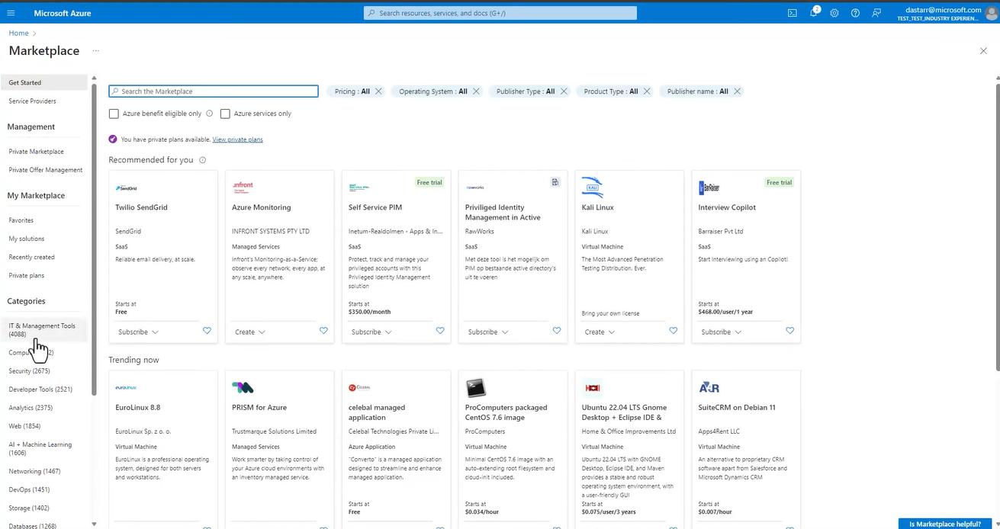 Microsoft Azure
Search resources, services, and docs (G+/)
2
dastarr@microsoft.com
TEST_TEST_INDUSTRY EXPERIEN...
Home
Marketplace
...
Get Started
Service Providers
Management
Private Marketplace
Private Offer Management
My Marketplace
Favorites
My solutions
Recently created
Private plans
Categories
IT & Management Tools
(4088)
Security (2675)
Developer Tools (2521)
Analytics (2375)
Web (1854)
AI + Machine Learning
(1606)
Networking (1467)
DevOps (1451)
Storage (1402)
Databases (1268)
Search the Marketplace
Pricing : All
Operating System : All
Publisher Type : All
Product Type : All
Publisher name : All
Azure benefit eligible only
Azure services only
You have private plans available. View private plans
Recommended for you
SendGrid
Twilio SendGrid
SendGrid
SaaS
Reliable email delivery, at scale.
Starts at
Free
Subscribe
.nfront
Azure Monitoring
INFRONT SYSTEMS PTY LTD
Managed Services
Infront's Monitoring-as-a-Service;
observe every network, every app, at
any scale, anywhere.
Create
Free trial
Self Service PIM
Inetum-Realdolmen - Apps & In...
SaaS
Protect, track and manage your
privileged accounts with this
Privileged Identity Management
solution
Starts at
$350.00/month
Subscribe
rawworks
Priviliged Identity
Management in Active
RawWorks
SaaS
Met deze tool is het mogelijk om
PIM op bestaande active directory's
uit te voeren
Subscribe
KALI
Kali Linux
Kali Linux
Virtual Machine
The Most Advanced Penetration
Testing Distribution. Ever.
Bring your own license
Create
BarRaiser
Free trial
Interview Copilot
Barraiser Pvt Ltd
SaaS
Start Interviewing using an Copilot!
Starts at
$468.00/user/1 year
Subscribe
Trending now
EuroLinux
EuroLinux 8.8
EuroLinux Sp. z o. o.
Virtual Machine
EuroLinux is a professional operating
system, designed for both servers
and workstations.
PRISM for Azure
Trustmarque Solutions Limited
Managed Services
Work smarter by taking control of
your Azure cloud environments with
an inventory managed service.
CELEBAL
celebal managed
application
Celebal Technologies Private Li...
Azure Application
"Converto" is a managed application
designed to streamline and enhance
managed application.
Starts at
Free
ProComputers packaged
CentOS 7.6 image
ProComputers
Virtual Machine
Minimal CentOS 7.6 image with an
auto-extending root filesystem and
cloud-init included.
Starts at
$0.034/hour
Ubuntu 22.04 LTS Gnome
Desktop + Eclipse IDE &
Home & Office Improvements Ltd
Virtual Machine
Ubuntu 22.04 LTS with GNOME
Desktop, Eclipse IDE, and Maven
provides a stable and robust
operating system environment, with
a user-friendly GUI
Starts at
$0.075/user/3 years
A4R
SuiteCRM on Debian 11
Apps4Rent LLC
Virtual Machine
An alternative to proprietary CRM
software apart from Salesforce and
Microsoft Dynamics CRM
Starts at
$0.007/hour
Is Marketplace helpful?